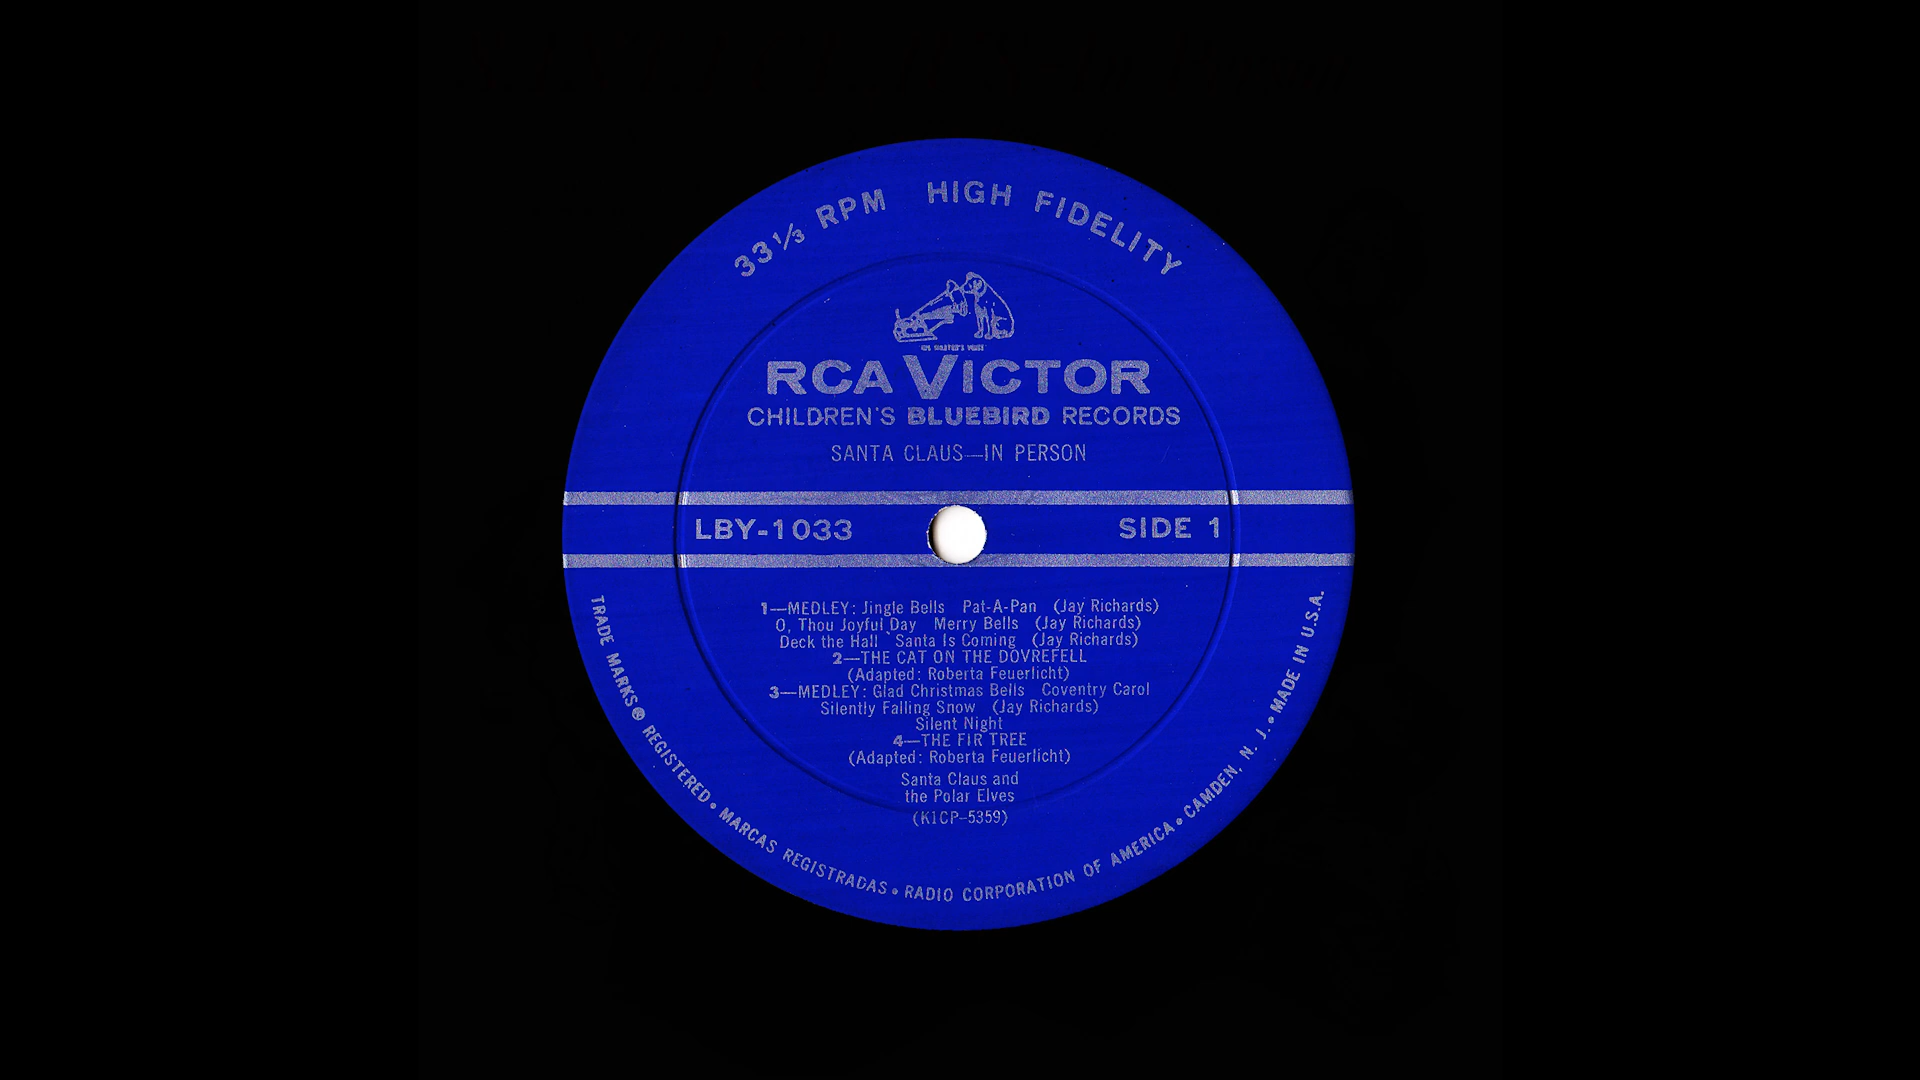 33⅓ RPM HIGH FIDELITY
"HIS MASTER'S VOICE"
RCA VICTOR
CHILDREN'S BLUEBIRD RECORDS
SANTA CLAUS—IN PERSON
LBY-1033
SIDE 1
1—MEDLEY: Jingle Bells Pat-A-Pan (Jay Richards)
O, Thou Joyful Day Merry Bells (Jay Richards)
Deck the Hall Santa Is Coming (Jay Richards)
2—THE CAT ON THE DOVREFELL
(Adapted: Roberta Feuerlicht)
3—MEDLEY: Glad Christmas Bells Coventry Carol
Silently Falling Snow (Jay Richards)
Silent Night
4—THE FIR TREE
(Adapted: Roberta Feuerlicht)
Santa Claus and
the Polar Elves
(K1CP-5359)
TRADE MARKS ® REGISTERED • MARCAS REGISTRADAS • RADIO CORPORATION OF AMERICA • CAMDEN, N. J. • MADE IN U.S.A.